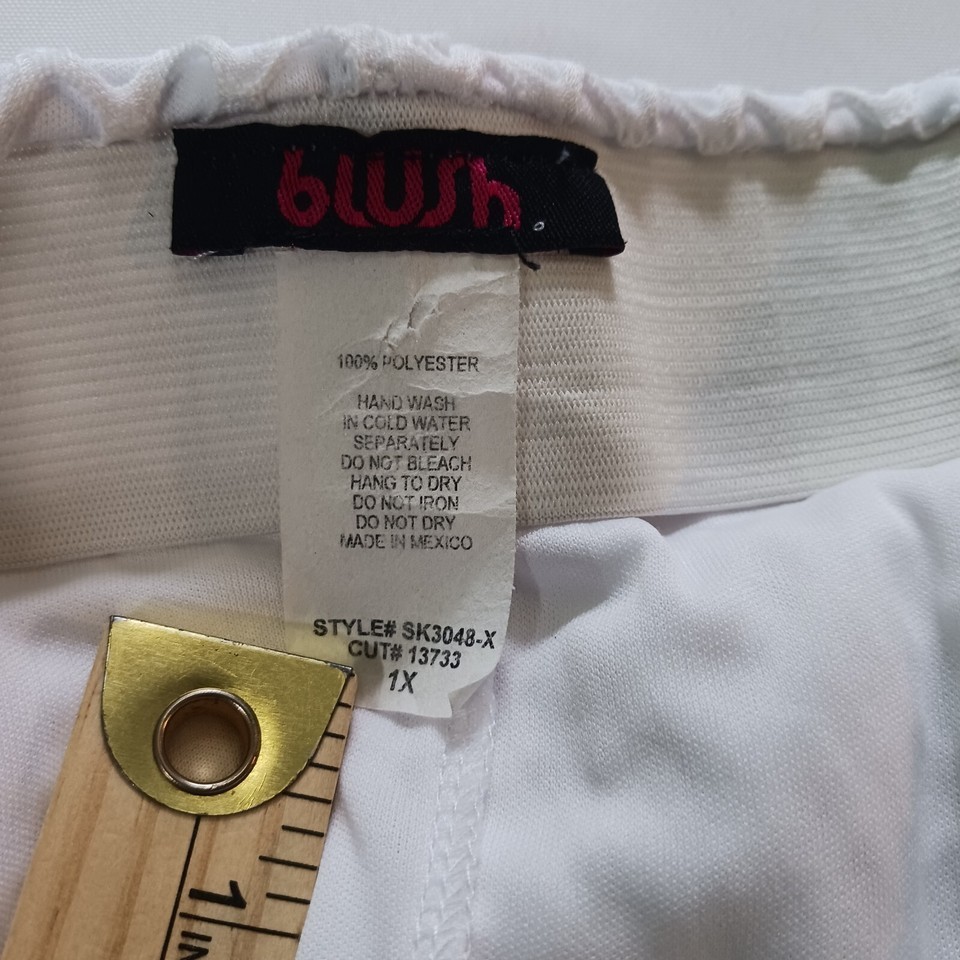 blush
100% POLYESTER
HAND WASH
IN COLD WATER
SEPARATELY
DO NOT BLEACH
HANG TO DRY
DO NOT IRON
DO NOT DRY
MADE IN MEXICO
STYLE# SK3048-X
CUT# 13733
1X
1
IN